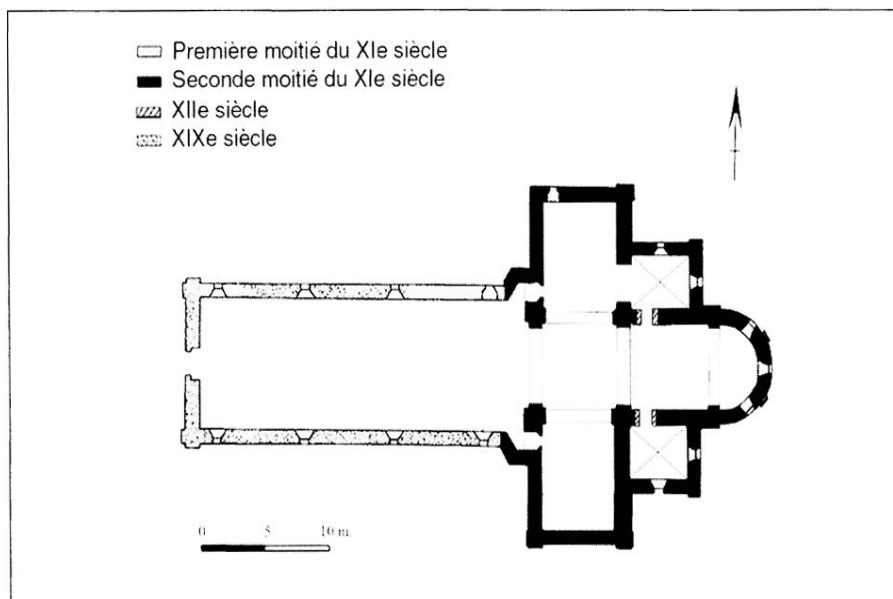 Première moitié du XIe siècle
Seconde moitié du XIe siècle
XIIe siècle
XIXe siècle
0 5 10 m.